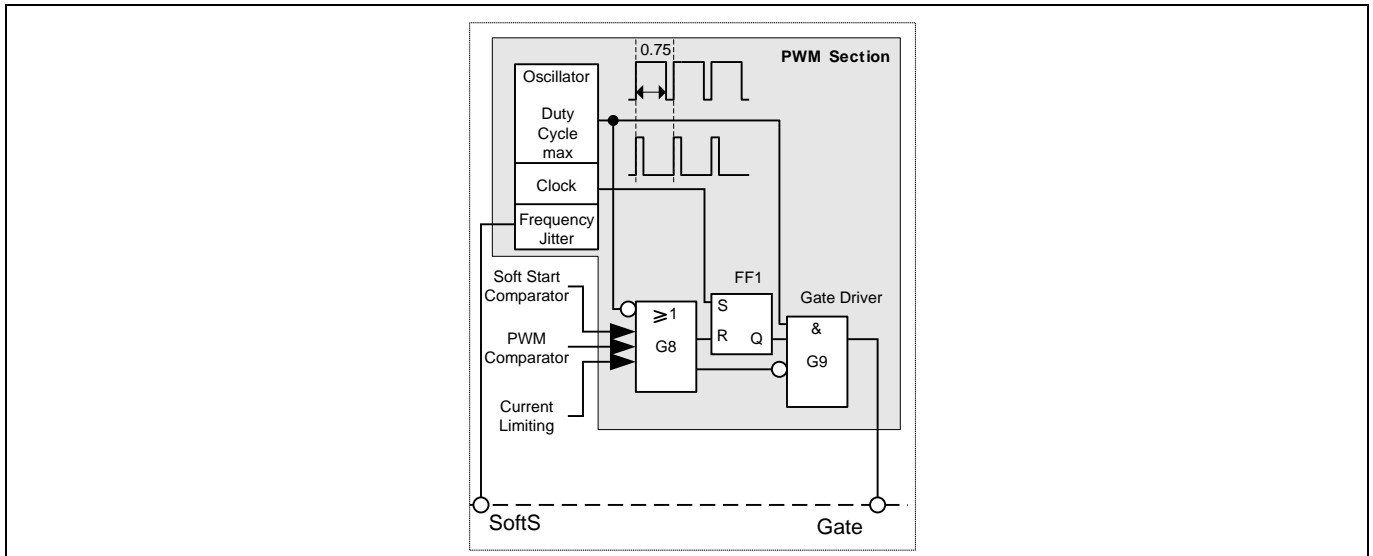 0.75
PWM Section
Oscillator
Duty
Cycle
max
Clock
Frequency
Jitter
Soft Start
Comparator
FF1
Gate Driver
S
R Q
≥1
G8
&
G9
PWM
Comparator
Current
Limiting
SoftS
Gate